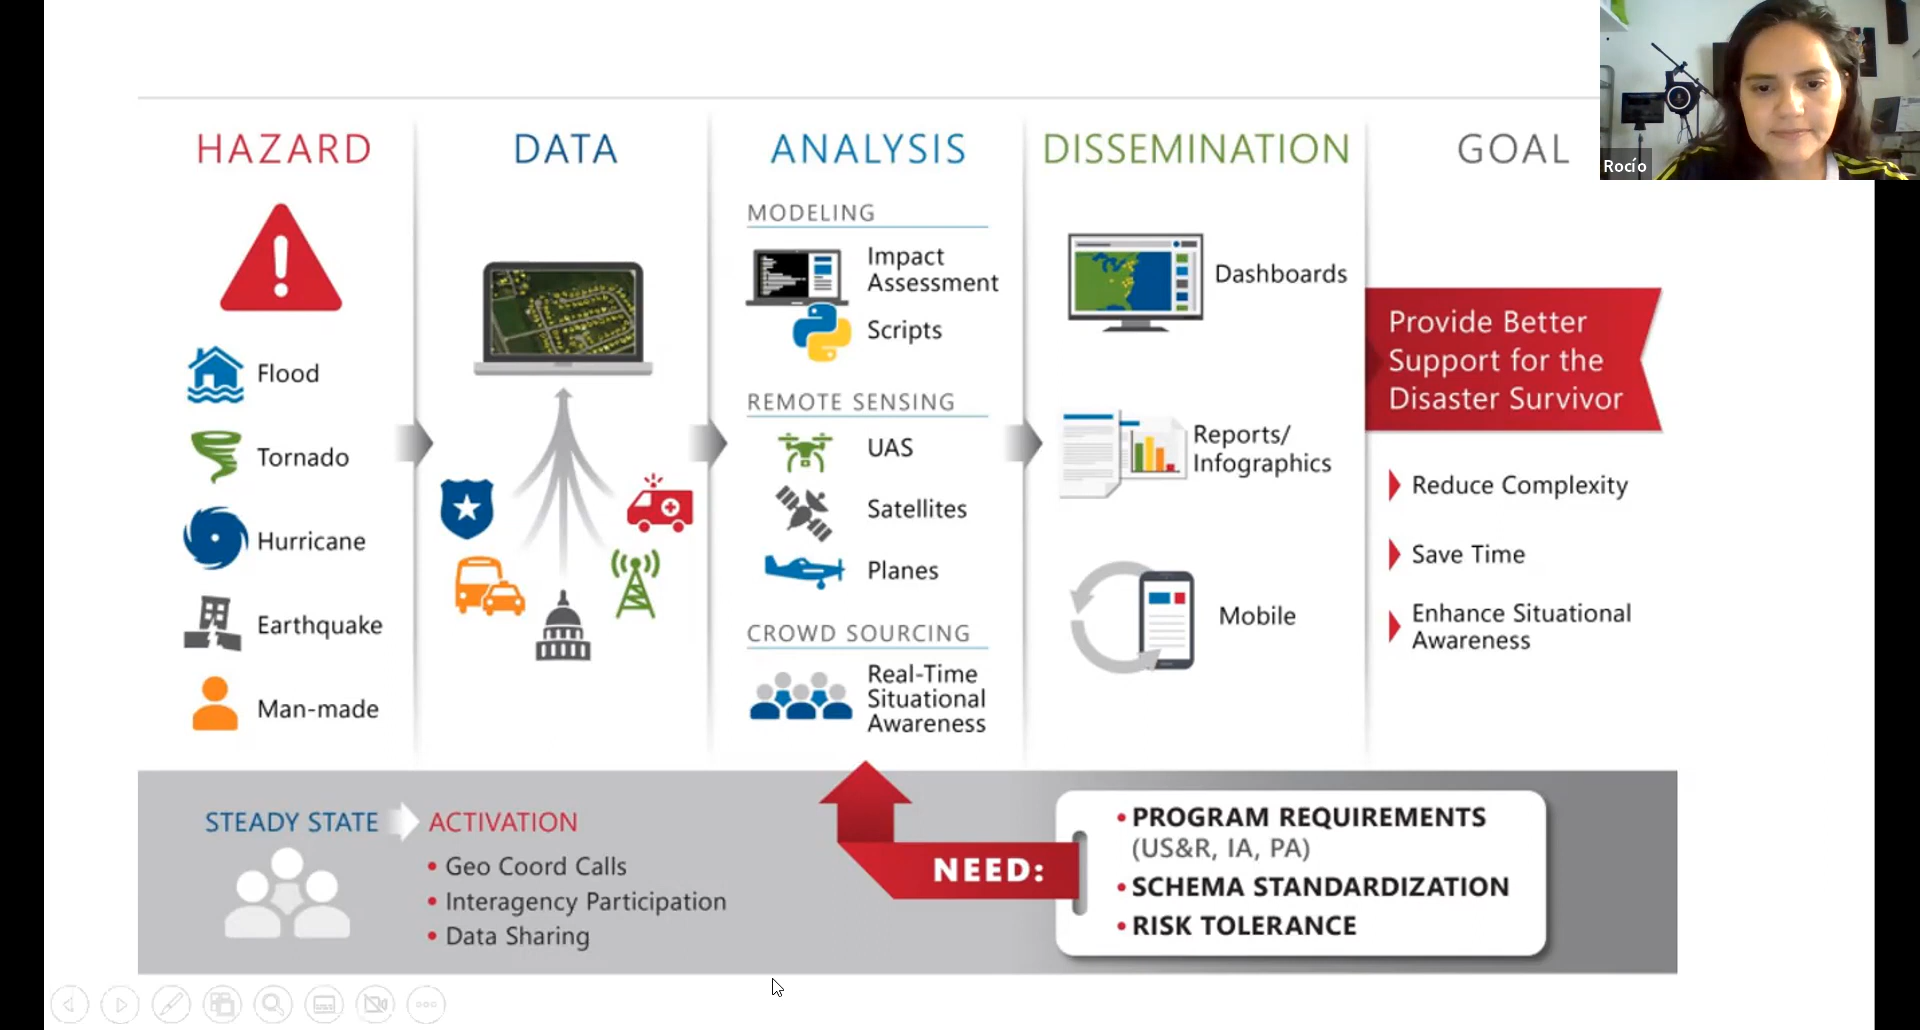 HAZARD
Flood
Tornado
Hurricane
Earthquake
Man-made
DATA
ANALYSIS
MODELING
Impact
Assessment
Scripts
REMOTE SENSING
UAS
Satellites
Planes
CROWD SOURCING
Real-Time
Situational
Awareness
DISSEMINATION
Dashboards
Reports/
Infographics
Mobile
GOAL
Provide Better
Support for the
Disaster Survivor
Reduce Complexity
Save Time
Enhance Situational
Awareness
Rocío
STEADY STATE
ACTIVATION
• Geo Coord Calls
• Interagency Participation
• Data Sharing
NEED:
• PROGRAM REQUIREMENTS
(US&R, IA, PA)
• SCHEMA STANDARDIZATION
• RISK TOLERANCE